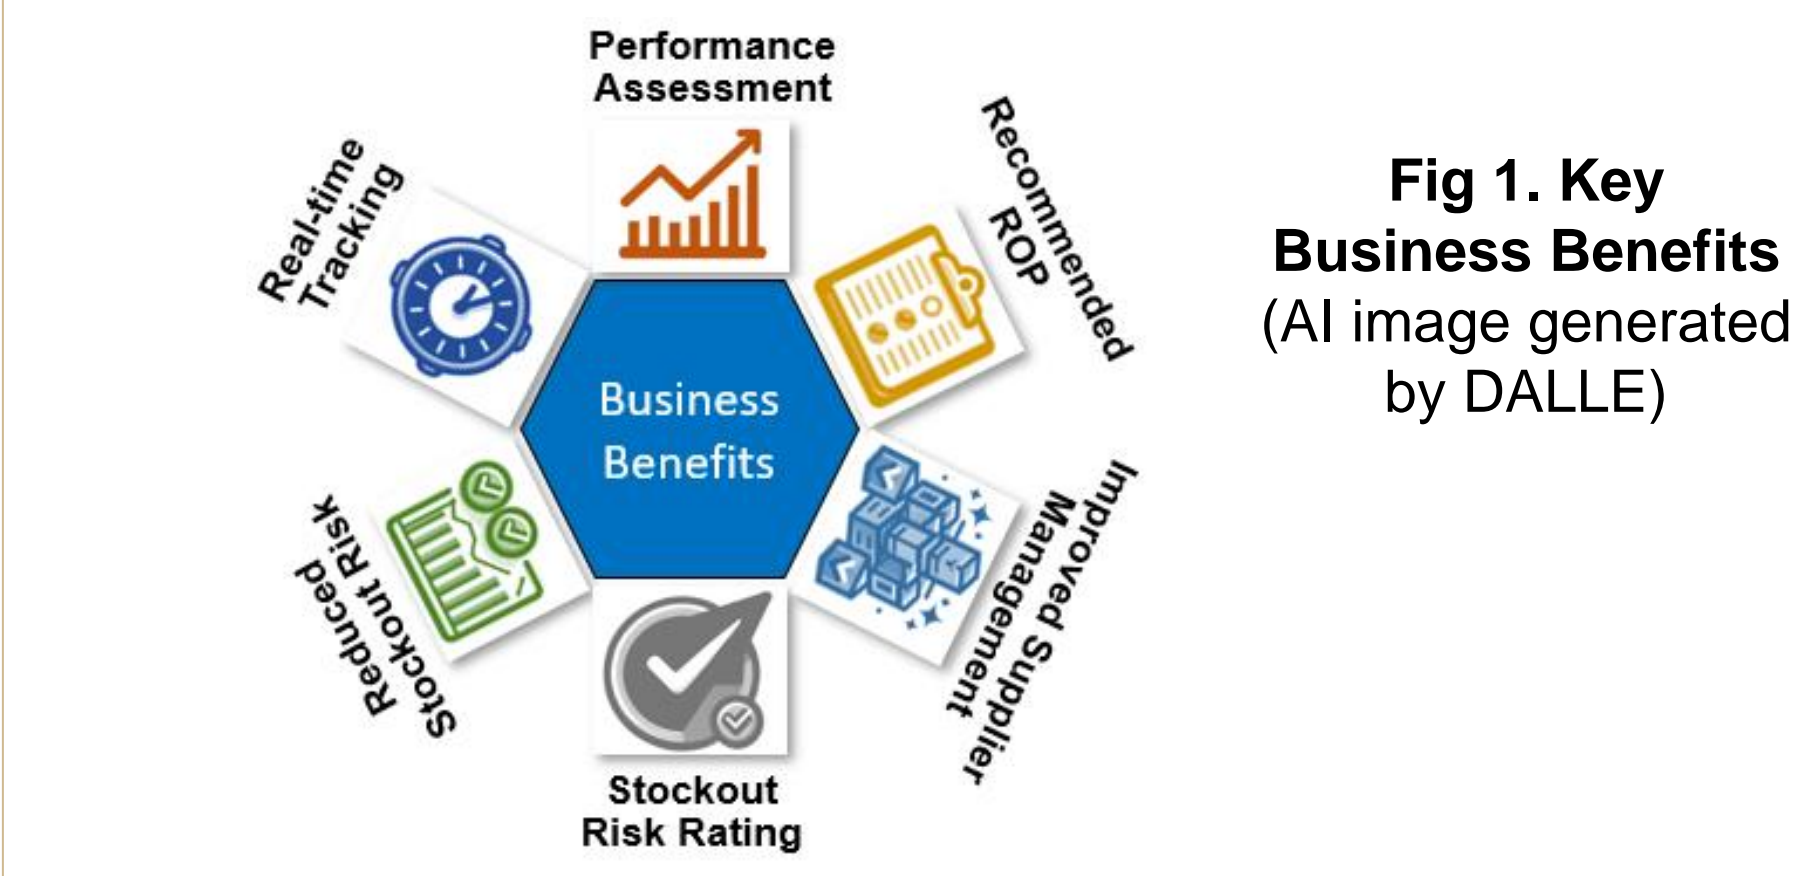 Performance
Assessment
Recommended
ROP
Improved Supplier
Management
Stockout
Risk Rating
Reduced
Stockout Risk
Real-time
Tracking
Business
Benefits
Fig 1. Key
Business Benefits
(AI image generated
by DALLE)